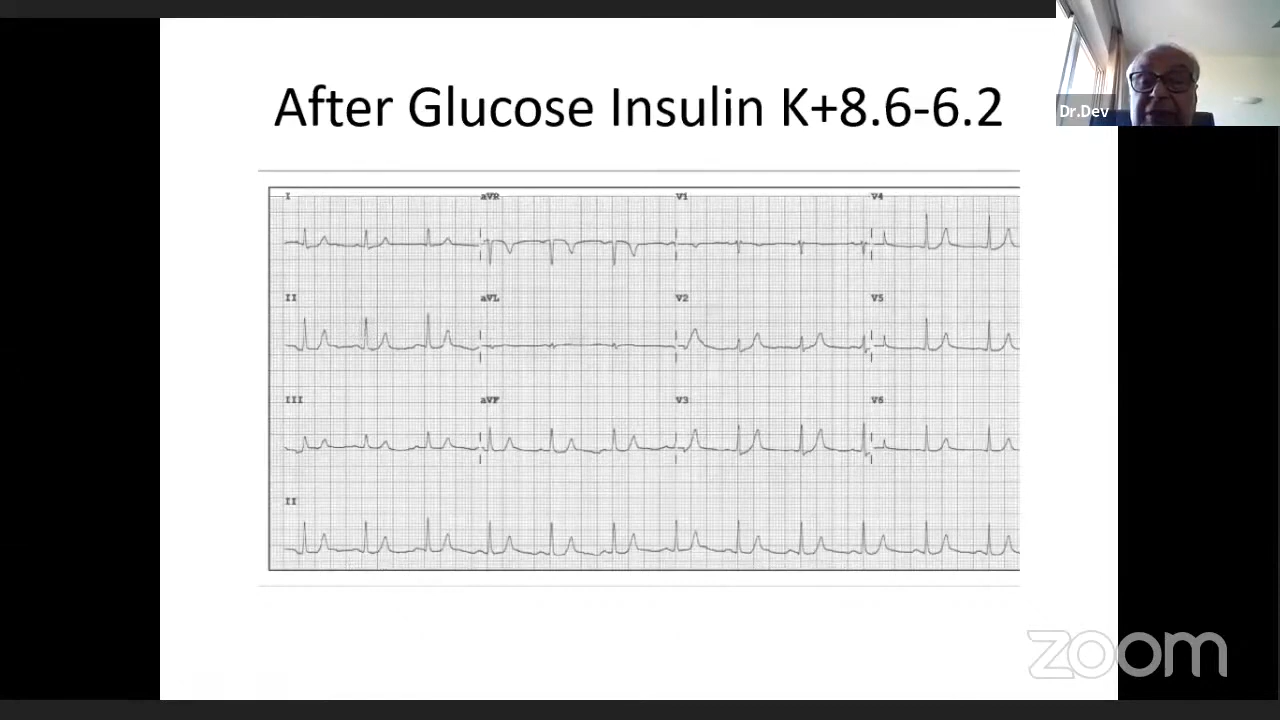 After Glucose Insulin K+8.6-6.2
Dr.Dev
I aVR V1 V4
II aVL V2 V5
III aVF V3 V6
II
zoom